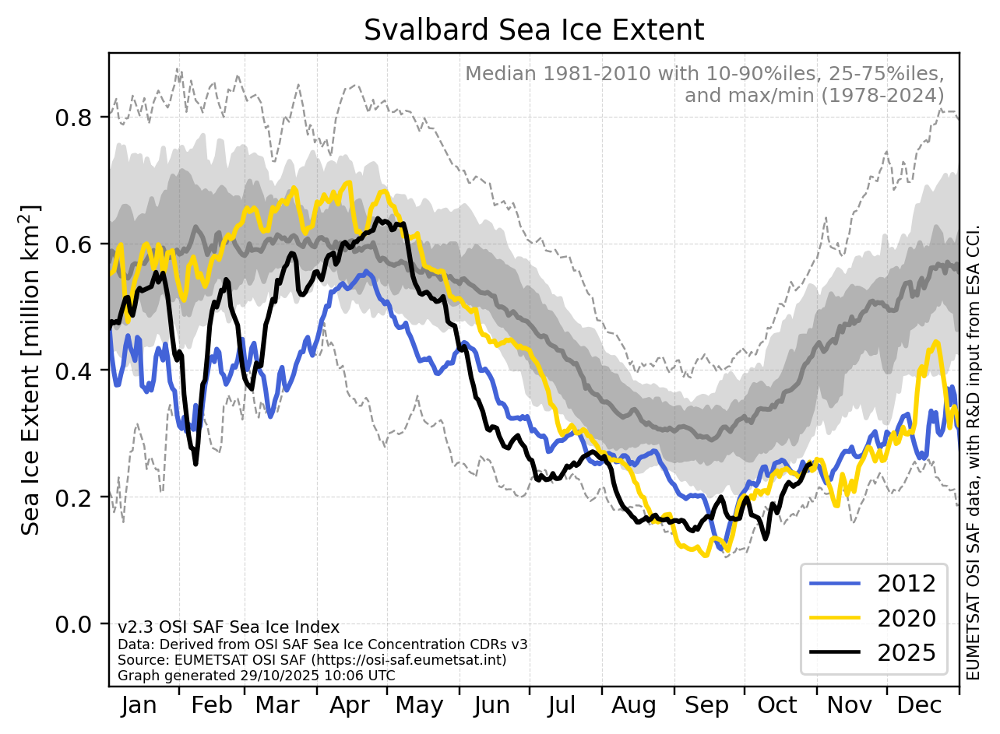 Svalbard Sea Ice Extent
Median 1981-2010 with 10-90%iles, 25-75%iles,
and max/min (1978-2024)
Sea Ice Extent [million km²]
0.8
0.6
0.4
0.2
0.0
v2.3 OSI SAF Sea Ice Index
Data: Derived from OSI SAF Sea Ice Concentration CDRs v3
Source: EUMETSAT OSI SAF (https://osi-saf.eumetsat.int)
Graph generated 29/10/2025 10:06 UTC
2012
2020
2025
Jan Feb Mar Apr May Jun Jul Aug Sep Oct Nov Dec
EUMETSAT OSI SAF data, with R&D input from ESA CCI.